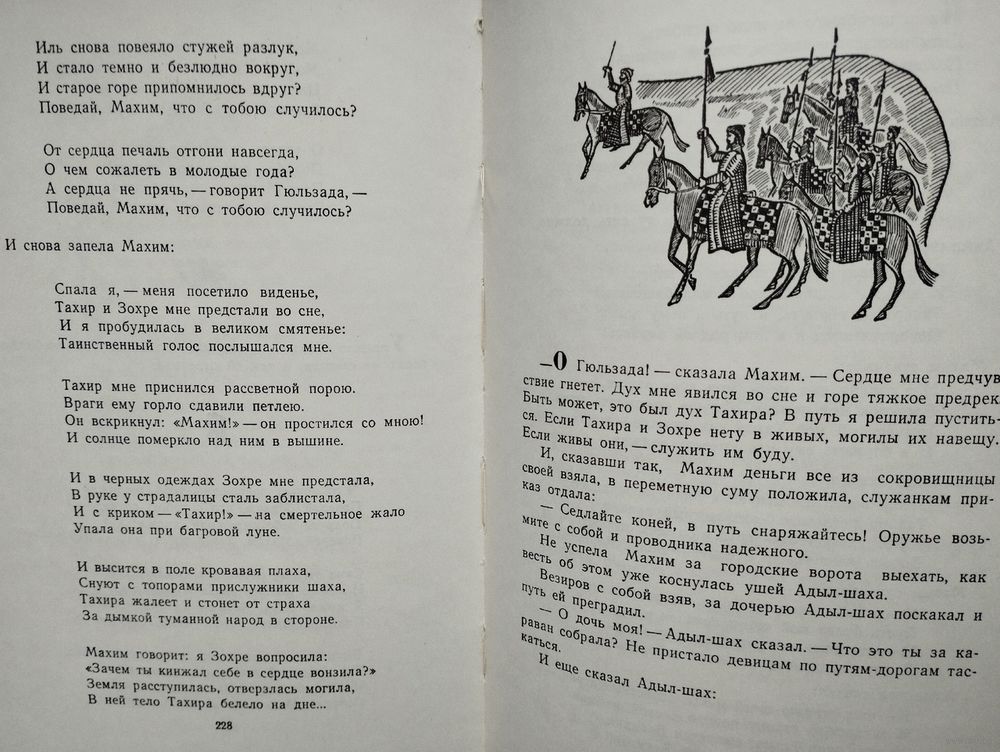 Иль снова повеяло стужей разлук,
И стало темно и безлюдно вокруг,
И старое горе припомнилось вдруг?
Поведай, Махим, что с тобою случилось?
От сердца печаль отгони навсегда,
О чем сожалеть в молодые года?
А сердца не прячь, — говорит Гюльзада, —
Поведай, Махим, что с тобою случилось?
И снова запела Махим:
Спала я, — меня посетило виденье,
Тахир и Зохре мне предстали во сне,
И я пробудилась в великом смятенье:
Таинственный голос послышался мне.
Тахир мне приснился рассветной порою.
Враги ему горло сдавили петлею.
Он вскрикнул: «Махим!» — он простился со мною!
И солнце померкло над ним в вышине.
И в черных одеждах Зохре мне предстала,
В руке у страдалицы сталь заблистала,
И с криком — «Тахир!» — на смертельное жало
Упала она при багровой луне.
И высится в поле кровавая плаха,
Снуют с топорами прислужники шаха,
Тахира жалеет и стонет от страха
За дымкой туманной народ в стороне.
Махим говорит: я Зохре вопросила:
«Зачем ты кинжал себе в сердце вонзила?»
Земля расступилась, отверзлась могила,
В ней тело Тахира белело на дне...
228
—О Гюльзада! — сказала Махим. — Сердце мне предчув
ствие гнетет. Дух мне явился во сне и горе тяжкое предрек.
Быть может, это был дух Тахира? В путь я решила пустить-
ся. Если Тахира и Зохре нету в живых, могилы их навещу.
Если живы они, — служить им буду.
И, сказавши так, Махим деньги все из сокровищницы
своей взяла, в переметную суму положила, служанкам при-
каз отдала:
— Седлайте коней, в путь снаряжайтесь! Оружье возь-
мите с собой и проводника надежного.
Не успела Махим за городские ворота выехать, как
весть об этом уже коснулась ушей Адыл-шаха.
Везиров с собой взяв, за дочерью Адыл-шах поскакал и
путь ей преградил.
— О дочь моя! — Адыл-шах сказал. — Что это ты за ка-
раван собрала? Не пристало девицам по путям-дорогам тас-
каться.
И еще сказал Адыл-шах: